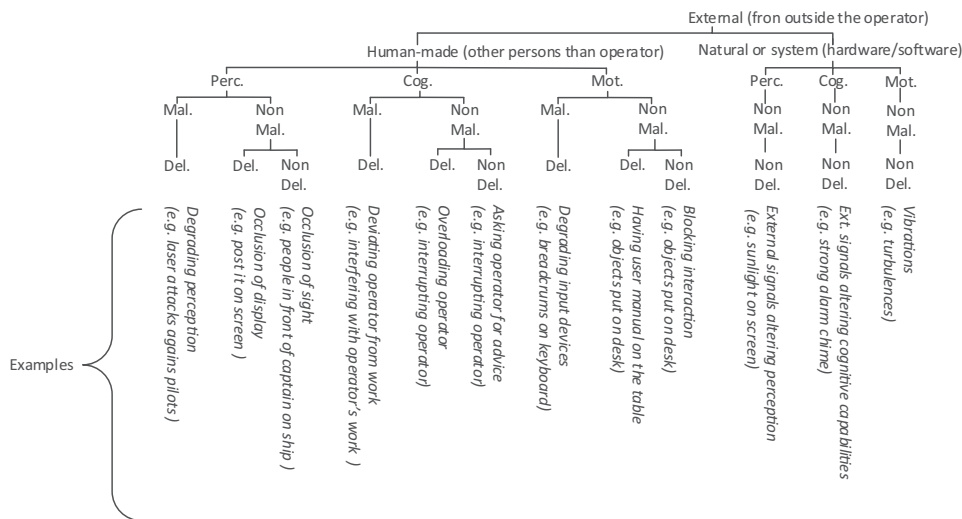 External (fron outside the operator)
Human-made (other persons than operator)
Natural or system (hardware/software)
Perc.
Cog.
Mot.
Perc.
Cog.
Mot.
Mal.
Non
Mal.
Mal.
Non
Mal.
Mal.
Non
Mal.
Non
Mal.
Non
Mal.
Non
Mal.
Del.
Del.
Non
Del.
Del.
Del.
Non
Del.
Del.
Del.
Non
Del.
Non
Del.
Non
Del.
Non
Del.
Examples
Degrading perception
(e.g. laser attacks agains pilots )
Occlusion of display
(e.g. post it on screen )
Occlusion of sight
(e.g. people in front of captain on ship )
Deviating operator from work
(e.g. interfering with operator's work )
Overloading operator
(e.g. interrupting operator)
Asking operator for advice
(e.g. interrupting operator)
Degrading input devices
(e.g. breadcruns on keyboard)
Having user manual on the table
(e.g. objects put on desk)
Blocking interaction
(e.g. objects put on desk)
External signals altering perception
(e.g. sunlight on screen)
Ext. signals altering cognitive capabilities
(e.g. strong alarm chime)
Vibrations
(e.g. turbulences)